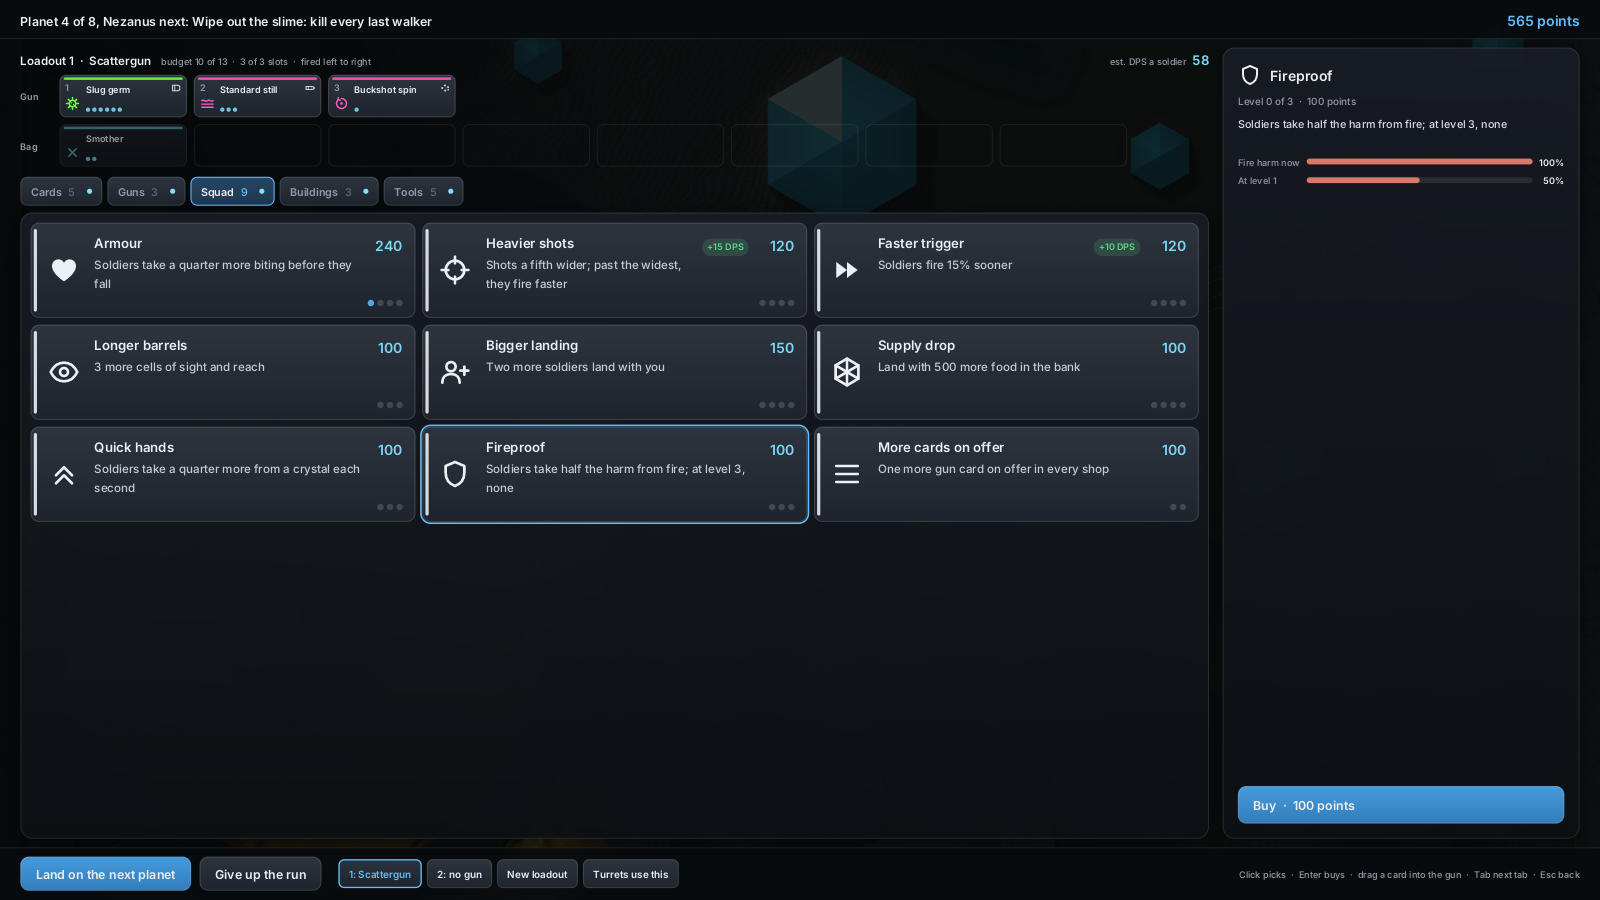 Planet 4 of 8, Nezanus next: Wipe out the slime: kill every last walker
565 points
Loadout 1 · Scattergun budget 10 of 13 · 3 of 3 slots · fired left to right
est. DPS a soldier 58
Gun
1 Slug germ
2 Standard still
3 Buckshot spin
Bag
Smother
Cards 5
Guns 3
Squad 9
Buildings 3
Tools 5
Armour
240
Soldiers take a quarter more biting before they
fall
Heavier shots
+15 DPS
120
Shots a fifth wider; past the widest,
they fire faster
Faster trigger
+10 DPS
120
Soldiers fire 15% sooner
Longer barrels
100
3 more cells of sight and reach
Bigger landing
150
Two more soldiers land with you
Supply drop
100
Land with 500 more food in the bank
Quick hands
100
Soldiers take a quarter more from a crystal each
second
Fireproof
100
Soldiers take half the harm from fire; at level 3,
none
More cards on offer
100
One more gun card on offer in every shop
Fireproof
Level 0 of 3 · 100 points
Soldiers take half the harm from fire; at level 3, none
Fire harm now 100%
At level 1 50%
Buy · 100 points
Land on the next planet
Give up the run
1: Scattergun
2: no gun
New loadout
Turrets use this
Click picks · Enter buys · drag a card into the gun · Tab next tab · Esc back